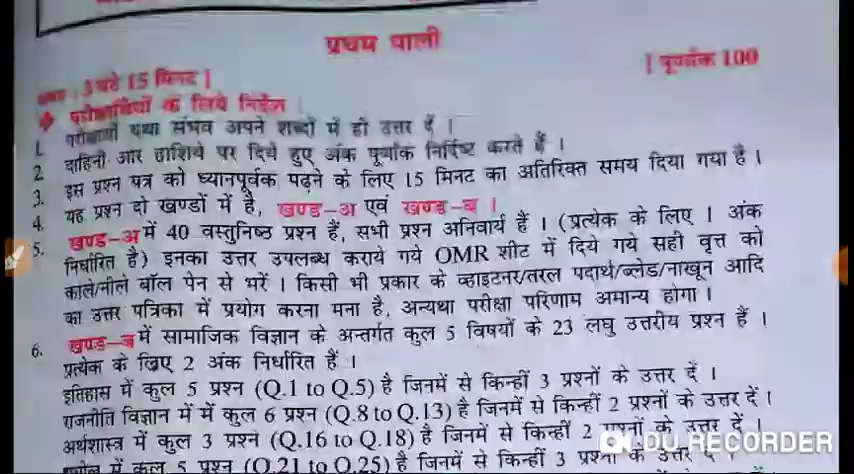 प्रथम पाली
[ पूर्णांक 100
3 घंटे 15 मिनट ]
परीक्षार्थियों के लिये निर्देश :
1. परीक्षार्थी यथा संभव अपने शब्दों में ही उत्तर दें ।
2. दाहिनी ओर हाशिये पर दिये हुए अंक पूर्णांक निर्दिष्ट करते हैं ।
3. इस प्रश्न पत्र को ध्यानपूर्वक पढ़ने के लिए 15 मिनट का अतिरिक्त समय दिया गया है ।
4. यह प्रश्न दो खण्डों में है, खण्ड-अ एवं खण्ड-ब ।
5. खण्ड-अ में 40 वस्तुनिष्ठ प्रश्न हैं, सभी प्रश्न अनिवार्य हैं । (प्रत्येक के लिए 1 अंक
निर्धारित है) इनका उत्तर उपलब्ध कराये गये OMR शीट में दिये गये सही वृत्त को
काले/नीले बॉल पेन से भरें । किसी भी प्रकार के व्हाइटनर/तरल पदार्थ/ब्लेड/नाखून आदि
का उत्तर पत्रिका में प्रयोग करना मना है, अन्यथा परीक्षा परिणाम अमान्य होगा ।
6. खण्ड-ब में सामाजिक विज्ञान के अन्तर्गत कुल 5 विषयों के 23 लघु उत्तरीय प्रश्न हैं ।
प्रत्येक के लिए 2 अंक निर्धारित हैं ।
इतिहास में कुल 5 प्रश्न (Q.1 to Q.5) है जिनमें से किन्हीं 3 प्रश्नों के उत्तर दें ।
राजनीति विज्ञान में में कुल 6 प्रश्न (Q.8 to Q.13) है जिनमें से किन्हीं 2 प्रश्नों के उत्तर दें ।
अर्थशास्त्र में कुल 3 प्रश्न (Q.16 to Q.18) है जिनमें से किन्हीं 2 प्रश्नों के उत्तर दें ।
में कुल 5 प्रश्न (Q.21 to Q.25) है जिनमें से किन्हीं 3 प्रश्नों के उत्तर दें ।
DU RECORDER